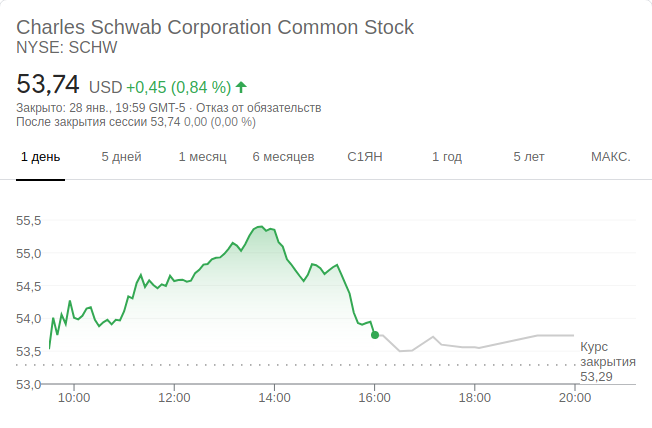 Charles Schwab Corporation Common Stock
NYSE: SCHW
53,74 USD +0,45 (0,84 %)
Закрыто: 28 янв., 19:59 GMT-5 · Отказ от обязательств
После закрытия сессии 53,74 0,00 (0,00 %)
1 день 5 дней 1 месяц 6 месяцев С1ЯН 1 год 5 лет МАКС.
55,5
55,0
54,5
54,0
53,5
53,0
Курс
закрытия
53,29
10:00 12:00 14:00 16:00 18:00 20:00